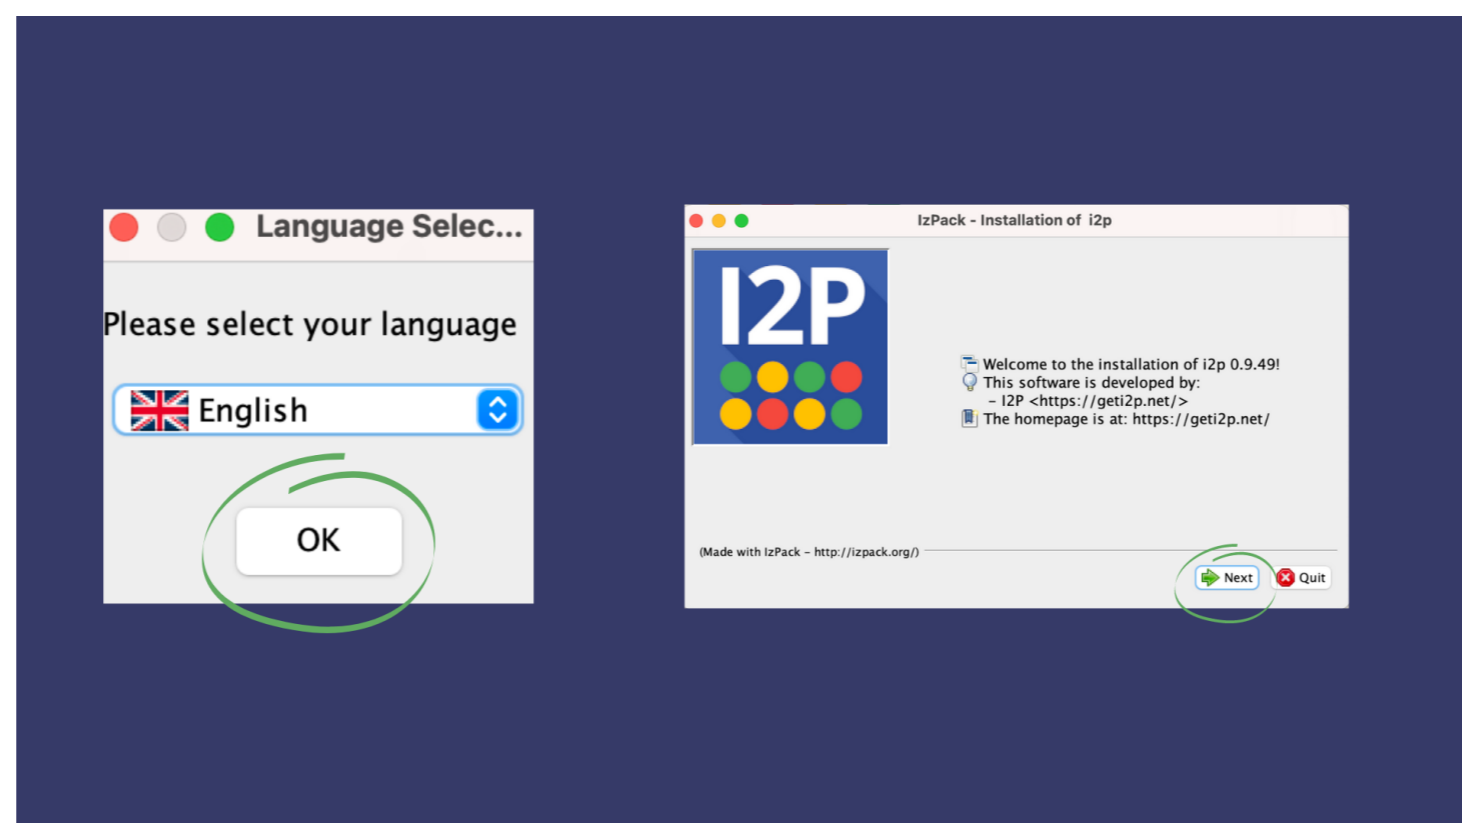 Language Selec...
Please select your language
English
OK
IzPack - Installation of i2p
I2P
Welcome to the installation of i2p 0.9.49!
This software is developed by:
- I2P <https://geti2p.net/>
The homepage is at: https://geti2p.net/
(Made with IzPack - http://izpack.org/)
Next
Quit